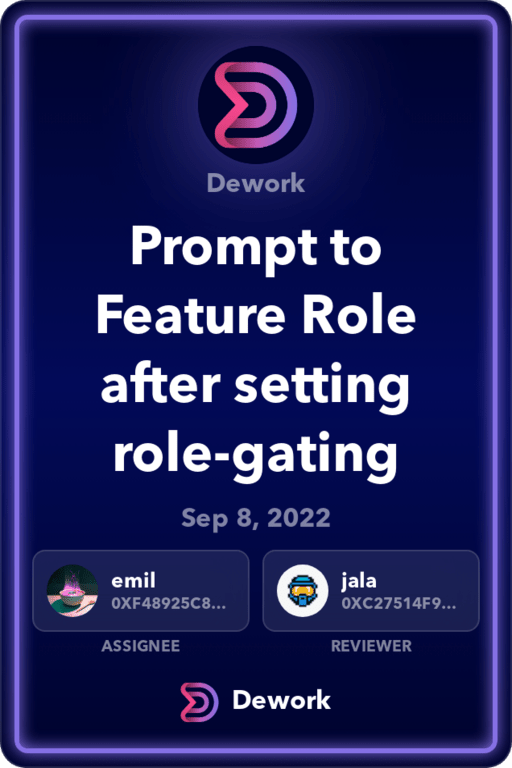 Dework
Prompt to
Feature Role
after setting
role-gating
Sep 8, 2022
emil
0XF48925C8...
ASSIGNEE
jala
0XC27514F9...
REVIEWER
Dework